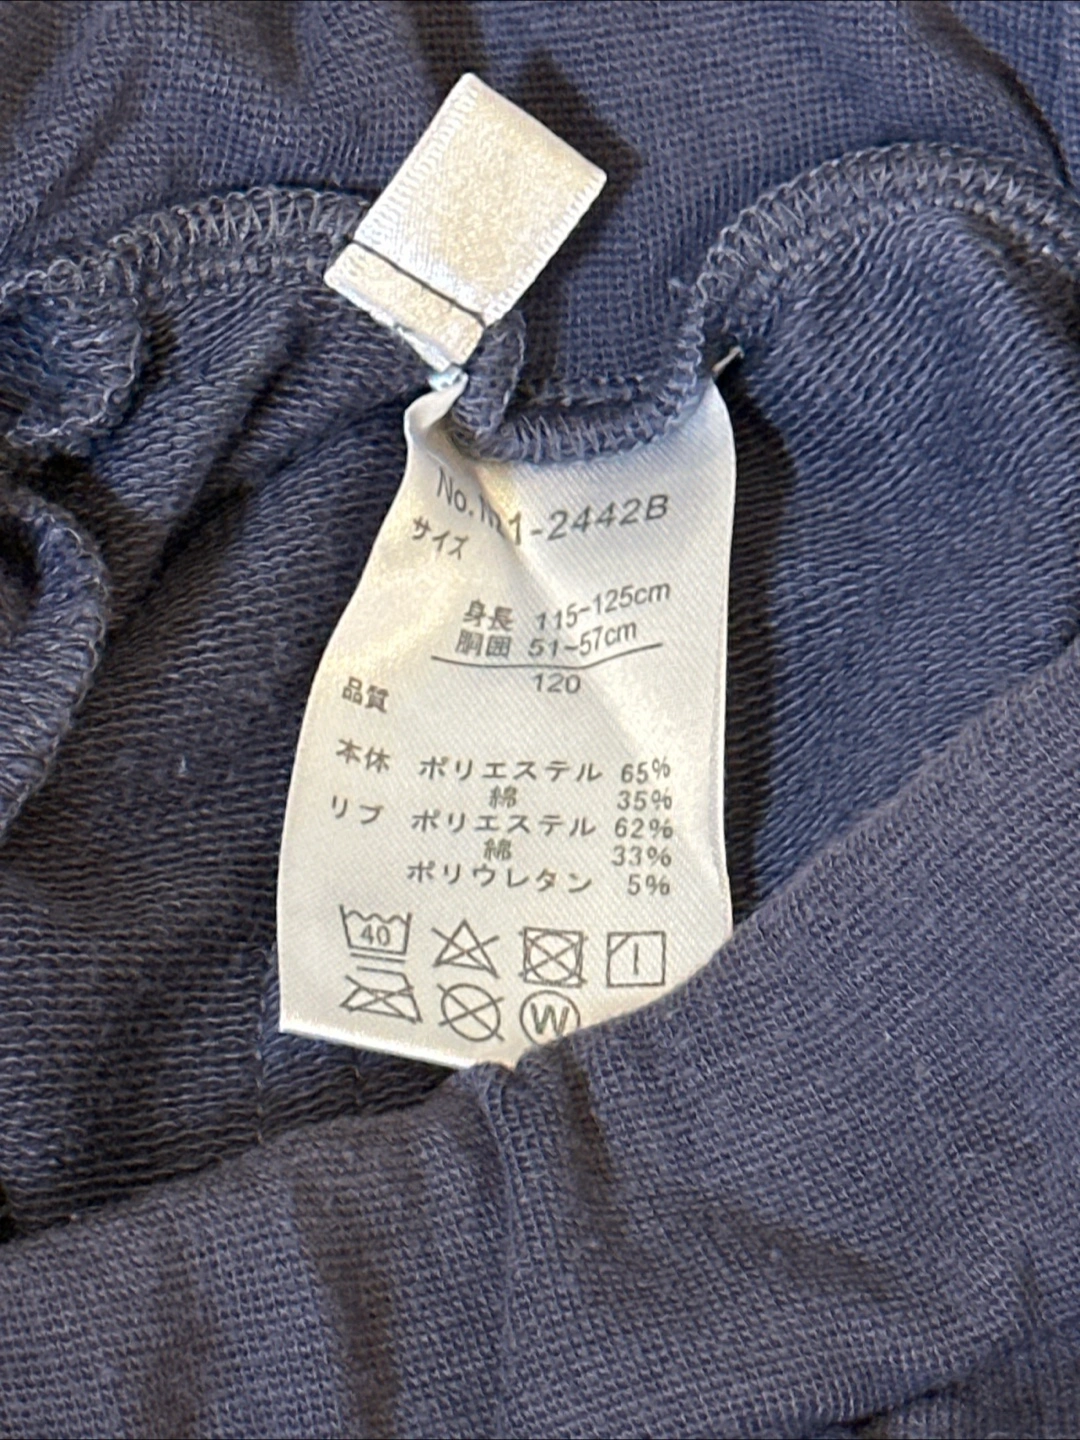 1-2442B
サイズ
身長 115~125cm
胴囲 51~57cm
120
品質
本体 ポリエステル 65%
綿 35%
リブ ポリエステル 62%
綿 33%
ポリウレタン 5%
40
W